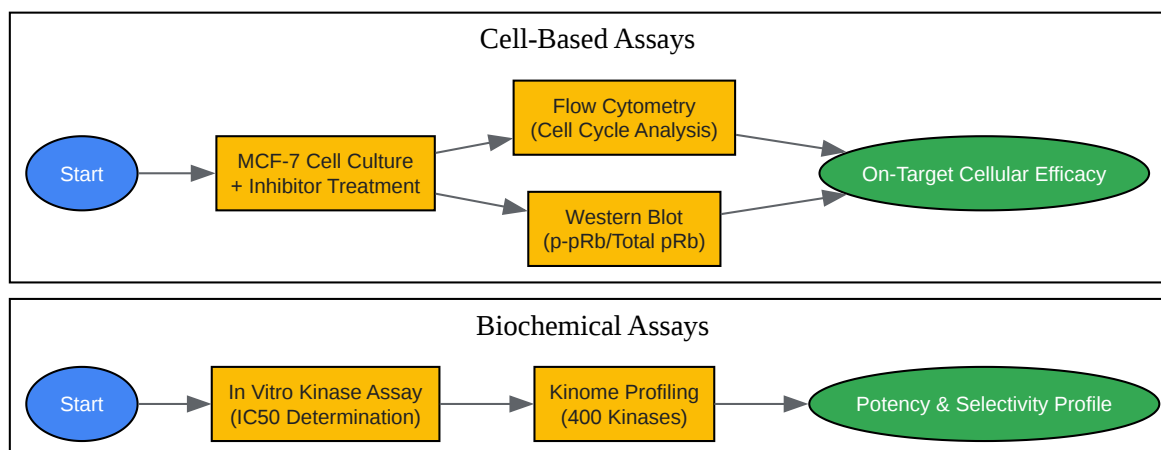 Cell-Based Assays
Start
MCF-7 Cell Culture
+ Inhibitor Treatment
Flow Cytometry
(Cell Cycle Analysis)
Western Blot
(p-pRb/Total pRb)
On-Target Cellular Efficacy
Biochemical Assays
Start
In Vitro Kinase Assay
(IC50 Determination)
Kinome Profiling
(400 Kinases)
Potency & Selectivity Profile